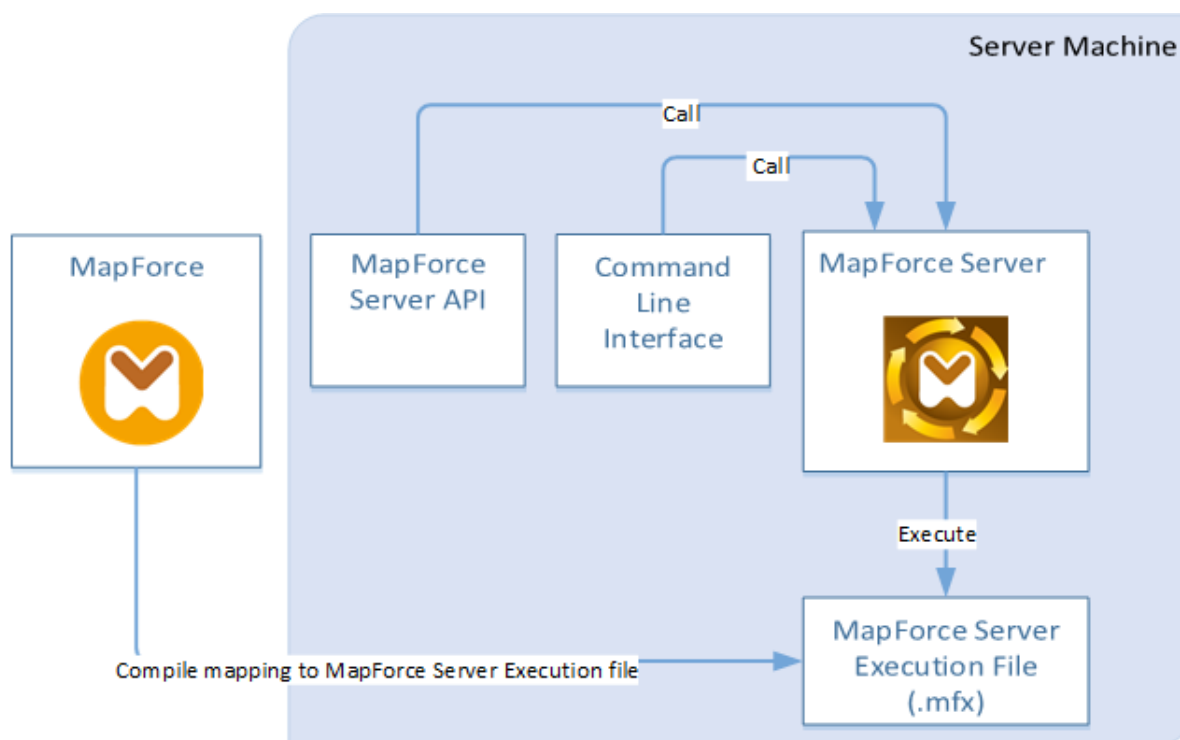 Server Machine
Call
Call
MapForce
MapForce
Server API
Command
Line
Interface
MapForce Server
Execute
MapForce Server
Execution File
(.mfx)
Compile mapping to MapForce Server Execution file